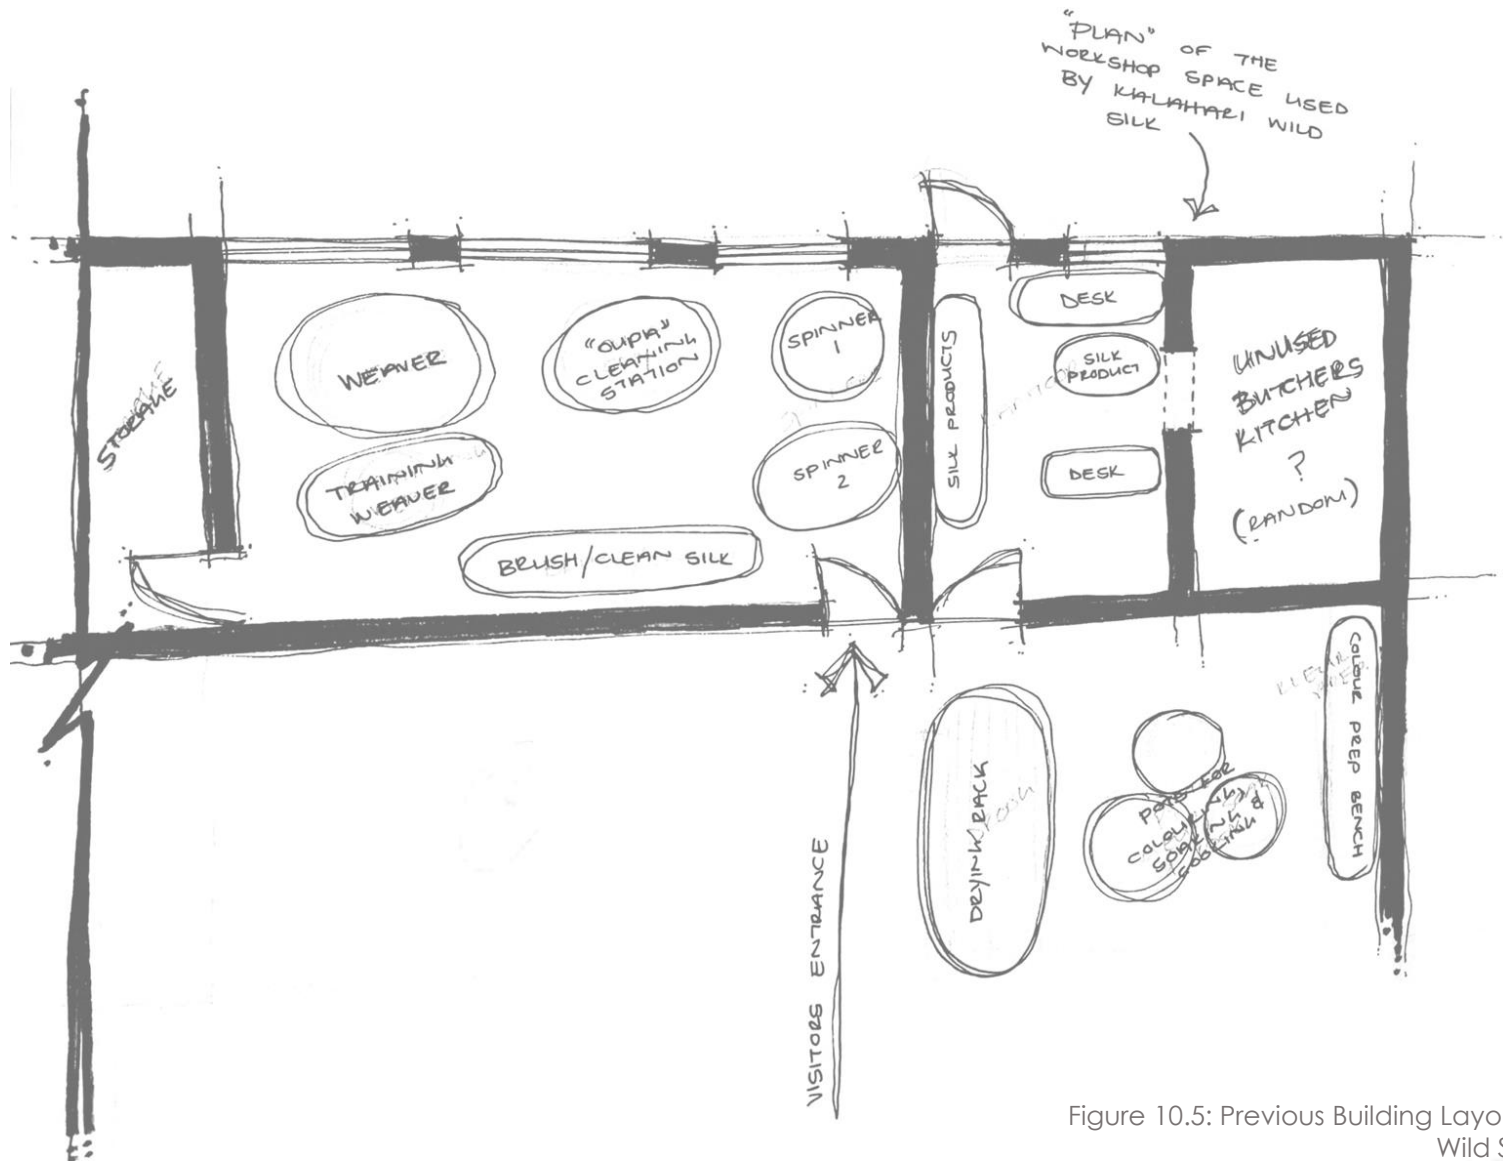 "PLAN" OF THE
WORKSHOP SPACE USED
BY KALAHARI WILD
SILK
STORAGE
WEAVER
"OUPA"
CLEANING
STATION
SPINNER
1
TRAINING
WEAVER
SPINNER
2
BRUSH/CLEAN SILK
SILK PRODUCTS
DESK
SILK
PRODUCT
DESK
UNUSED
BUTCHERS
KITCHEN
?
(RANDOM)
VISITORS ENTRANCE
DRYING RACK
POTS FOR
COLOURING
SOAKING &
COOKING
COLOUR PREP BENCH
Figure 10.5: Previous Building Layo
Wild S